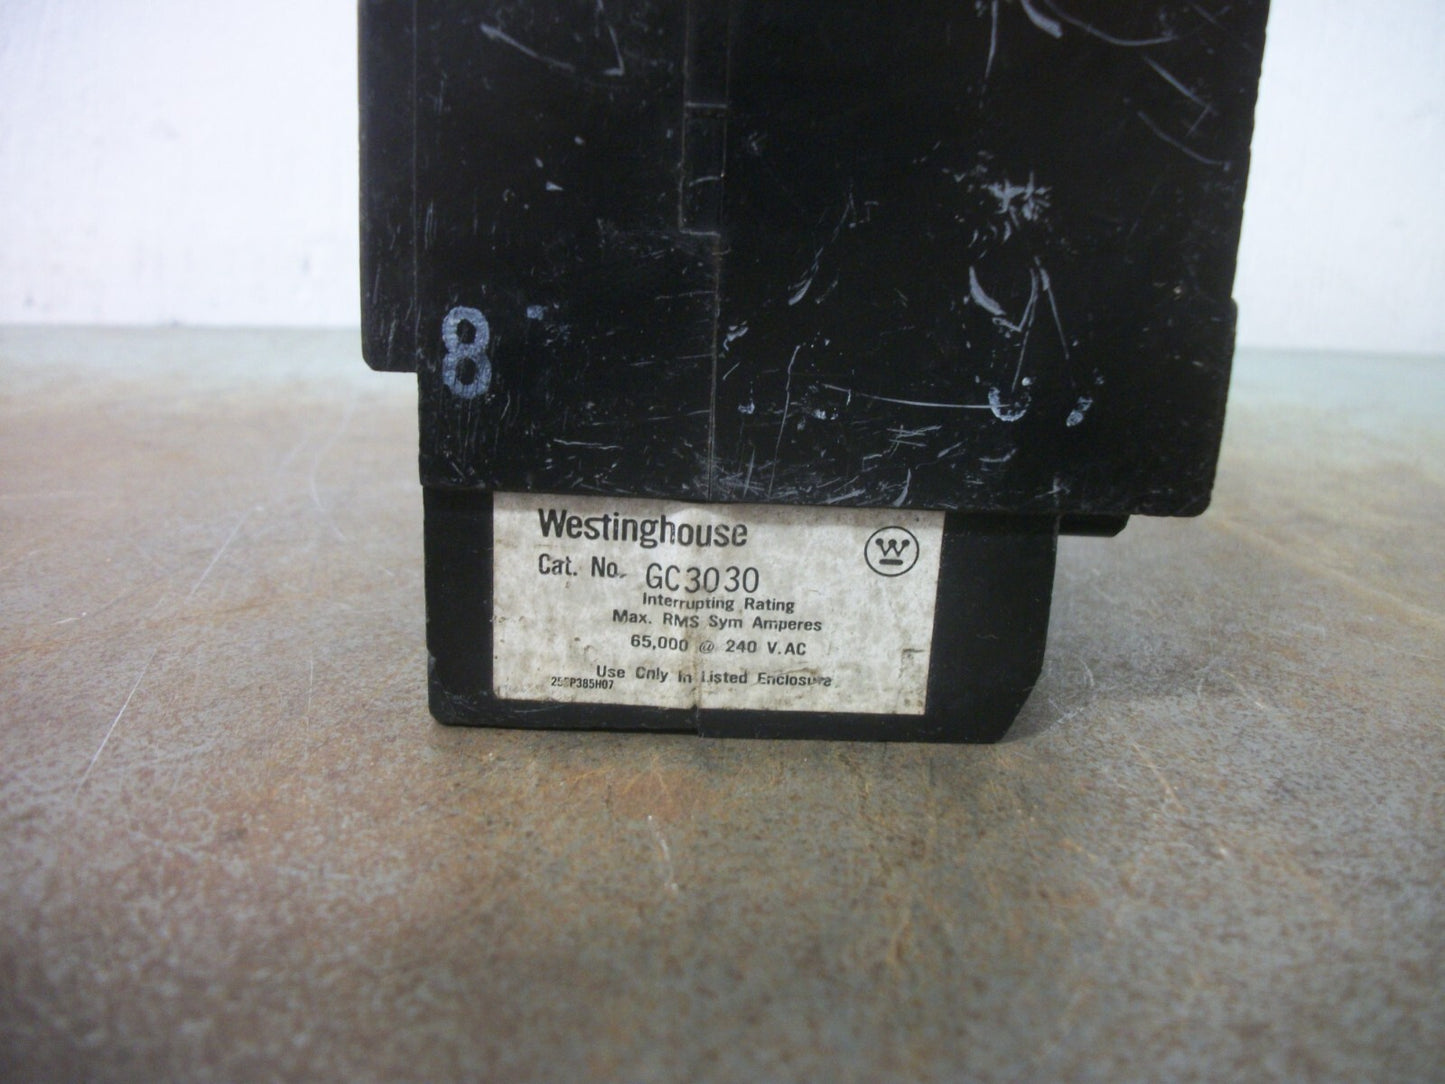 8
Westinghouse
W
Cat. No. GC3030
Interrupting Rating
Max. RMS Sym Amperes
65,000 @ 240 V.AC
Use Only In Listed Enclosure